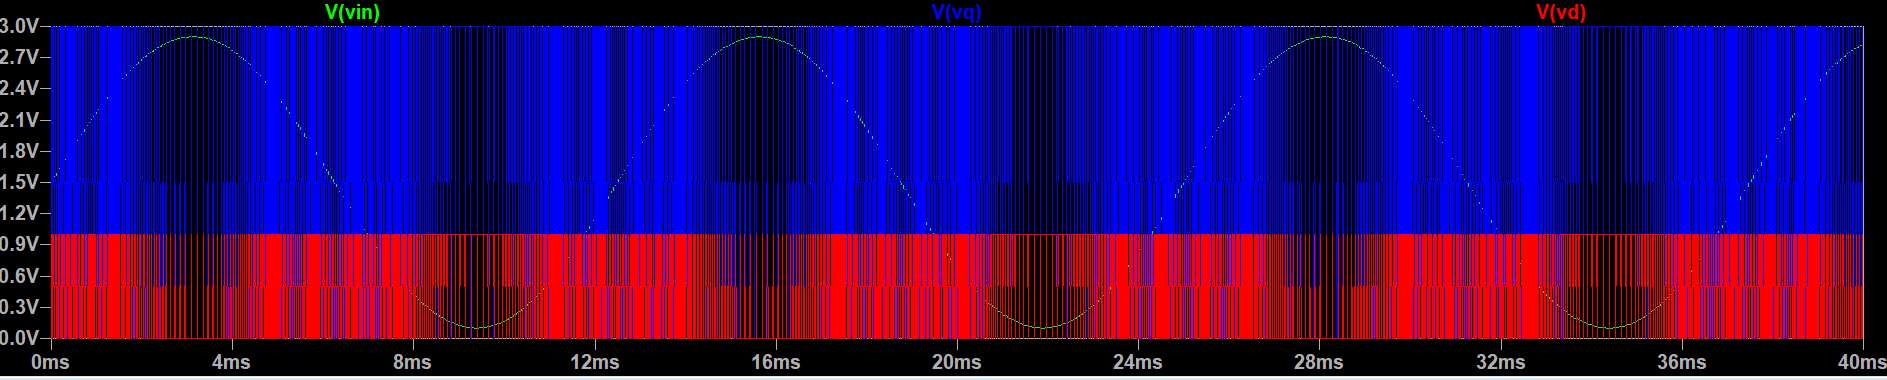 V(vin) V(vq) V(vd)
3.0V
2.7V
2.4V
2.1V
1.8V
1.5V
1.2V
0.9V
0.6V
0.3V
0.0V
0ms 4ms 8ms 12ms 16ms 20ms 24ms 28ms 32ms 36ms 40ms